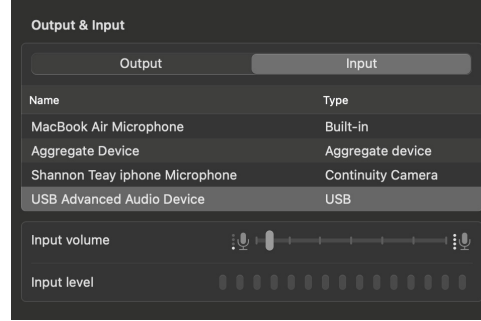 Output & Input
Output Input
Name Type
MacBook Air Microphone Built-in
Aggregate Device Aggregate device
Shannon Teay iphone Microphone Continuity Camera
USB Advanced Audio Device USB
Input volume
Input level